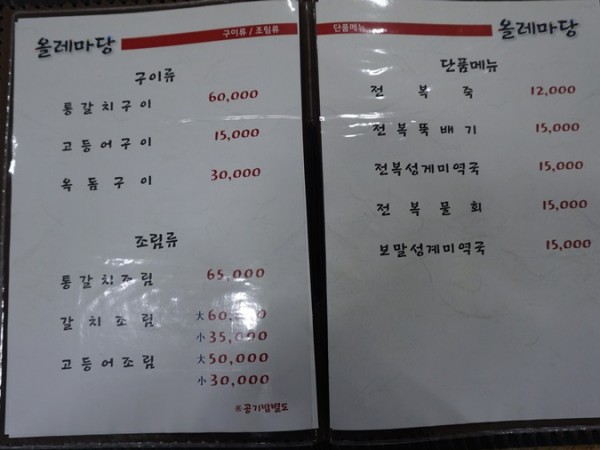 올레마당
구이류 / 조림류
구이류
통갈치구이 60,000
고등어구이 15,000
옥돔구이 30,000
조림류
통갈치조림 65,000
갈치조림 大 60,000
小 35,000
고등어조림 大 50,000
小 30,000
※공기밥별도
단품메뉴
올레마당
단품메뉴
전복죽 12,000
전복뚝배기 15,000
전복성게미역국 15,000
전복물회 15,000
보말성게미역국 15,000